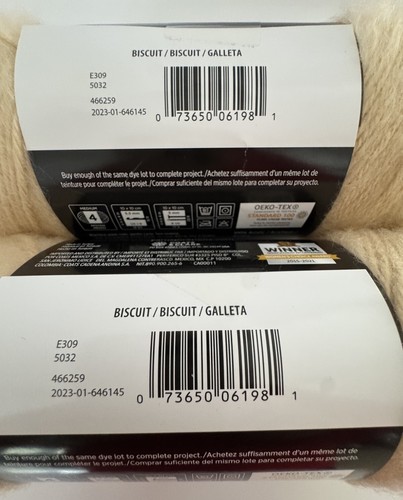 BISCUIT / BISCUIT / GALLETA
E309
5032
466259
2023-01-646145
0 73650 06198 1
Buy enough of the same dye lot to complete project./Achetez suffisamment d'un même lot de
teinture pour compléter le projet./Comprar suficiente del mismo lote para completar su proyecto.
MEDIUM
4
OEKO-TEX®
STANDARD 100
WINNER
BISCUIT / BISCUIT / GALLETA
E309
5032
466259
2023-01-646145
0 73650 06198 1
Buy enough of the same dye lot to complete project./Achetez suffisamment d'un même lot de
teinture pour compléter le projet./Comprar suficiente del mismo lote para completar su proyecto.